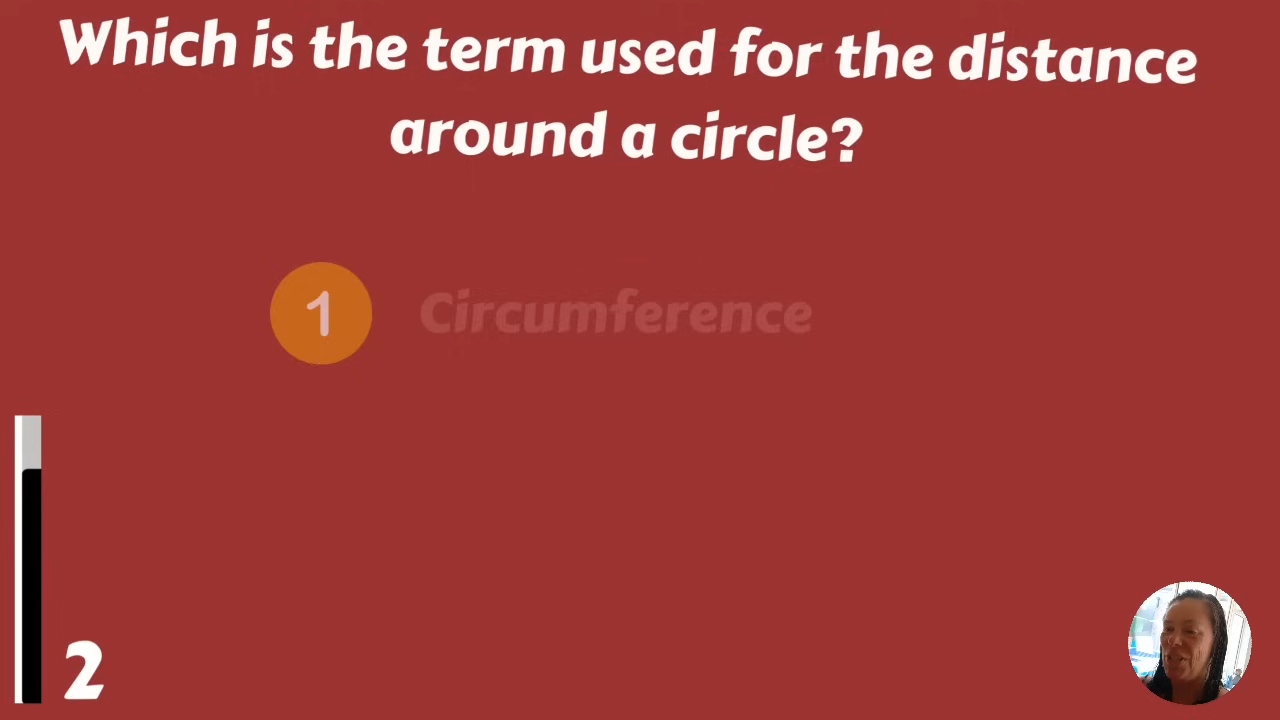 Which is the term used for the distance
around a circle?
1 Circumference
2